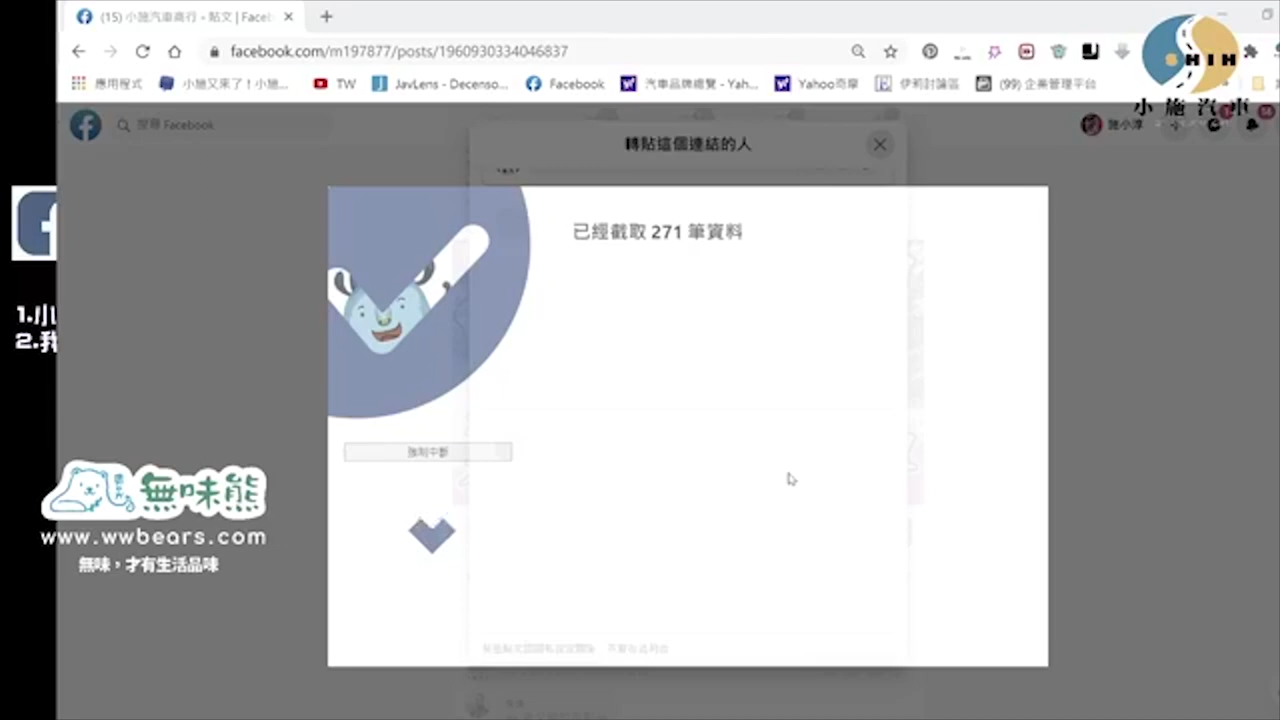 (15) 小施汽車商行 - 貼文 | Faceb
facebook.com/m197877/posts/1960930334046837
應用程式
小施又來了！小施...
TW
JavLens - Decenso...
Facebook
汽車品牌總覽 - Yah...
Yahoo奇摩
伊莉討論區
(99) 企業管理平台
SHIH
小施汽車
搜尋 Facebook
施小淳
轉貼這個連結的人
已經截取 271 筆資料
1.小
2.我
強制中斷
無味熊
www.wwbears.com
無味，才有生活品味